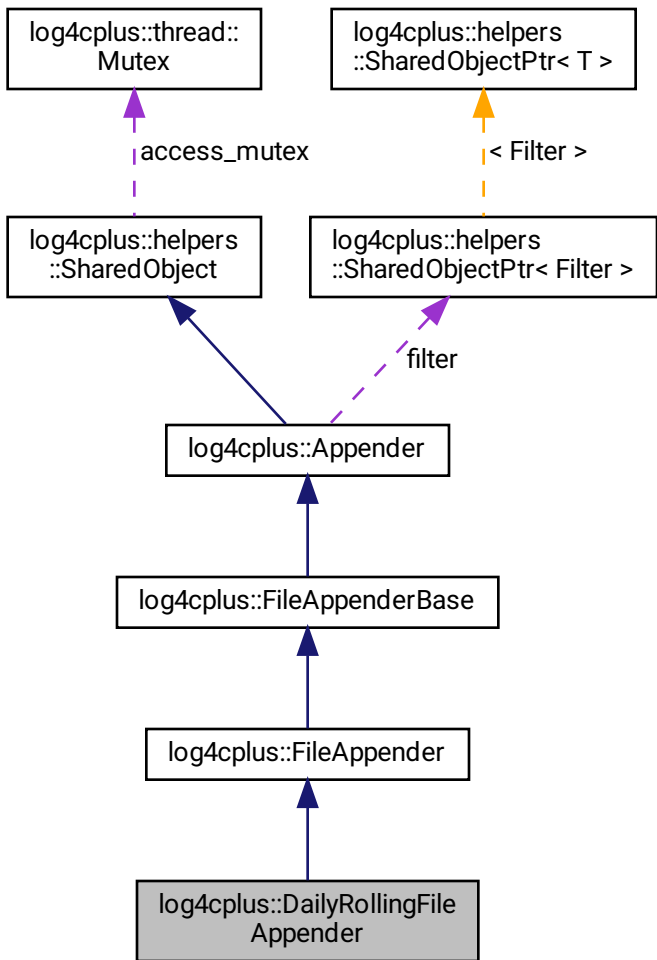 log4cplus::thread::
Mutex
log4cplus::helpers
::SharedObjectPtr< T >
access_mutex
< Filter >
log4cplus::helpers
::SharedObject
log4cplus::helpers
::SharedObjectPtr< Filter >
filter
log4cplus::Appender
log4cplus::FileAppenderBase
log4cplus::FileAppender
log4cplus::DailyRollingFile
Appender